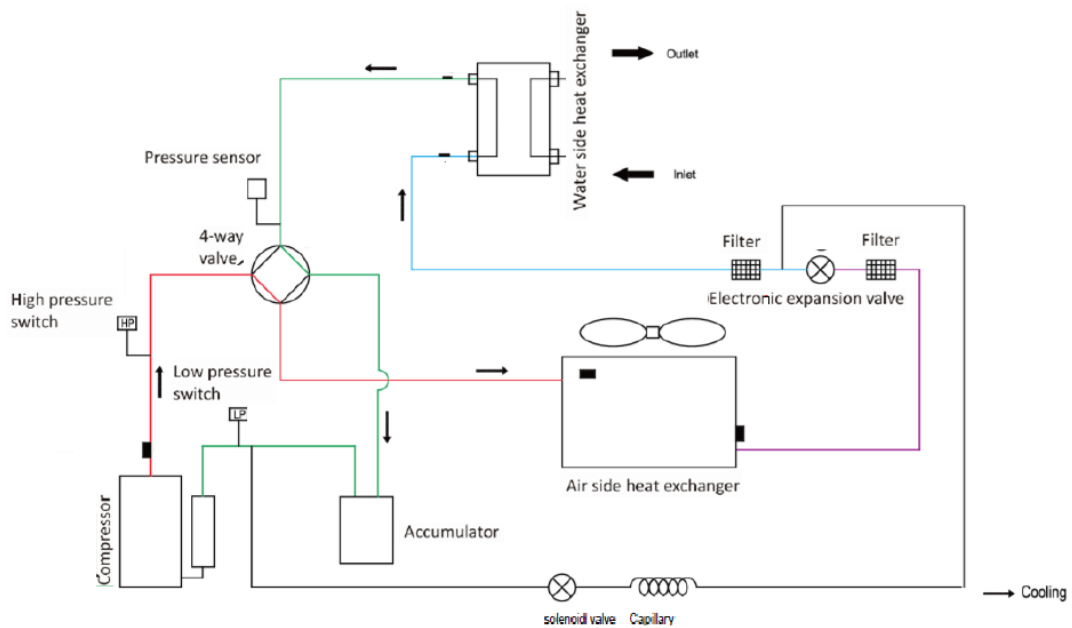 Outlet
Water side heat exchanger
Inlet
Pressure sensor
4-way
valve
Filter
Filter
Electronic expansion valve
High pressure
switch
HP
Low pressure
switch
LP
Air side heat exchanger
Compressor
Accumulator
Cooling
solenoidl valve
Capillary